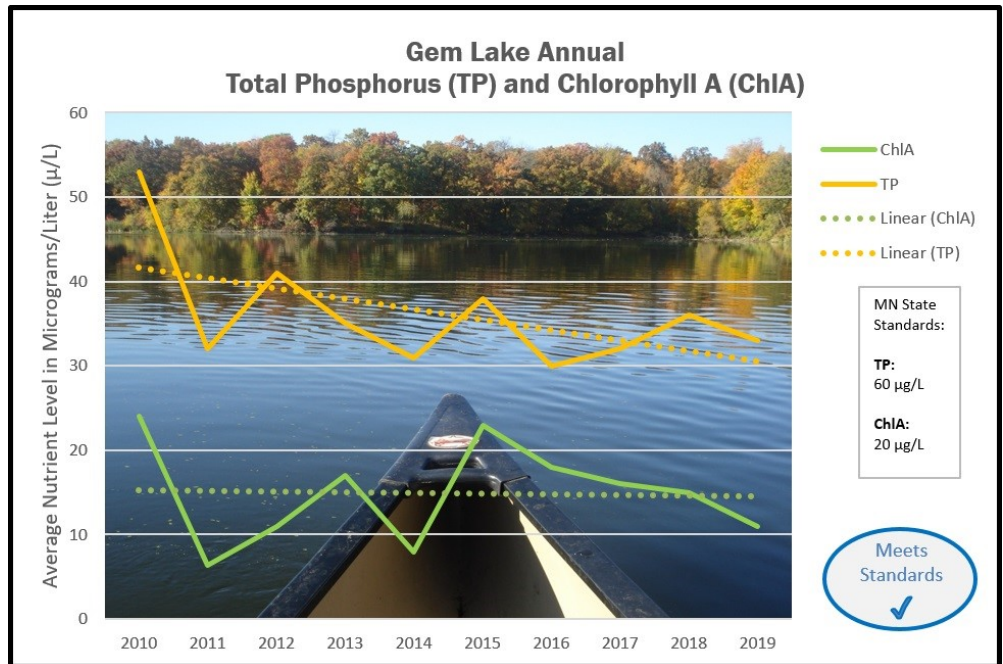 Gem Lake Annual
Total Phosphorus (TP) and Chlorophyll A (ChlA)
Average Nutrient Level in Micrograms/Liter (µ/L)
60
50
40
30
20
10
0
2010 2011 2012 2013 2014 2015 2016 2017 2018 2019
ChlA
TP
Linear (ChlA)
Linear (TP)
MN State
Standards:
TP:
60 µg/L
ChlA:
20 µg/L
Meets
Standards
✓